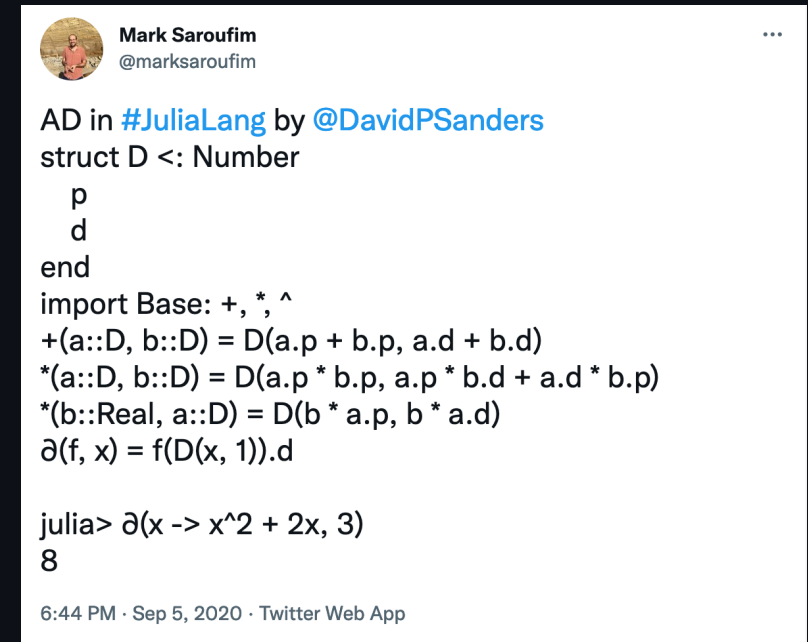 Mark Saroufim
@marksaroufim
AD in #JuliaLang by @DavidPSanders
struct D <: Number
p
d
end
import Base: +, *, ^
+(a::D, b::D) = D(a.p + b.p, a.d + b.d)
*(a::D, b::D) = D(a.p * b.p, a.p * b.d + a.d * b.p)
*(b::Real, a::D) = D(b * a.p, b * a.d)
∂(f, x) = f(D(x, 1)).d
julia> ∂(x -> x^2 + 2x, 3)
8
6:44 PM · Sep 5, 2020 · Twitter Web App